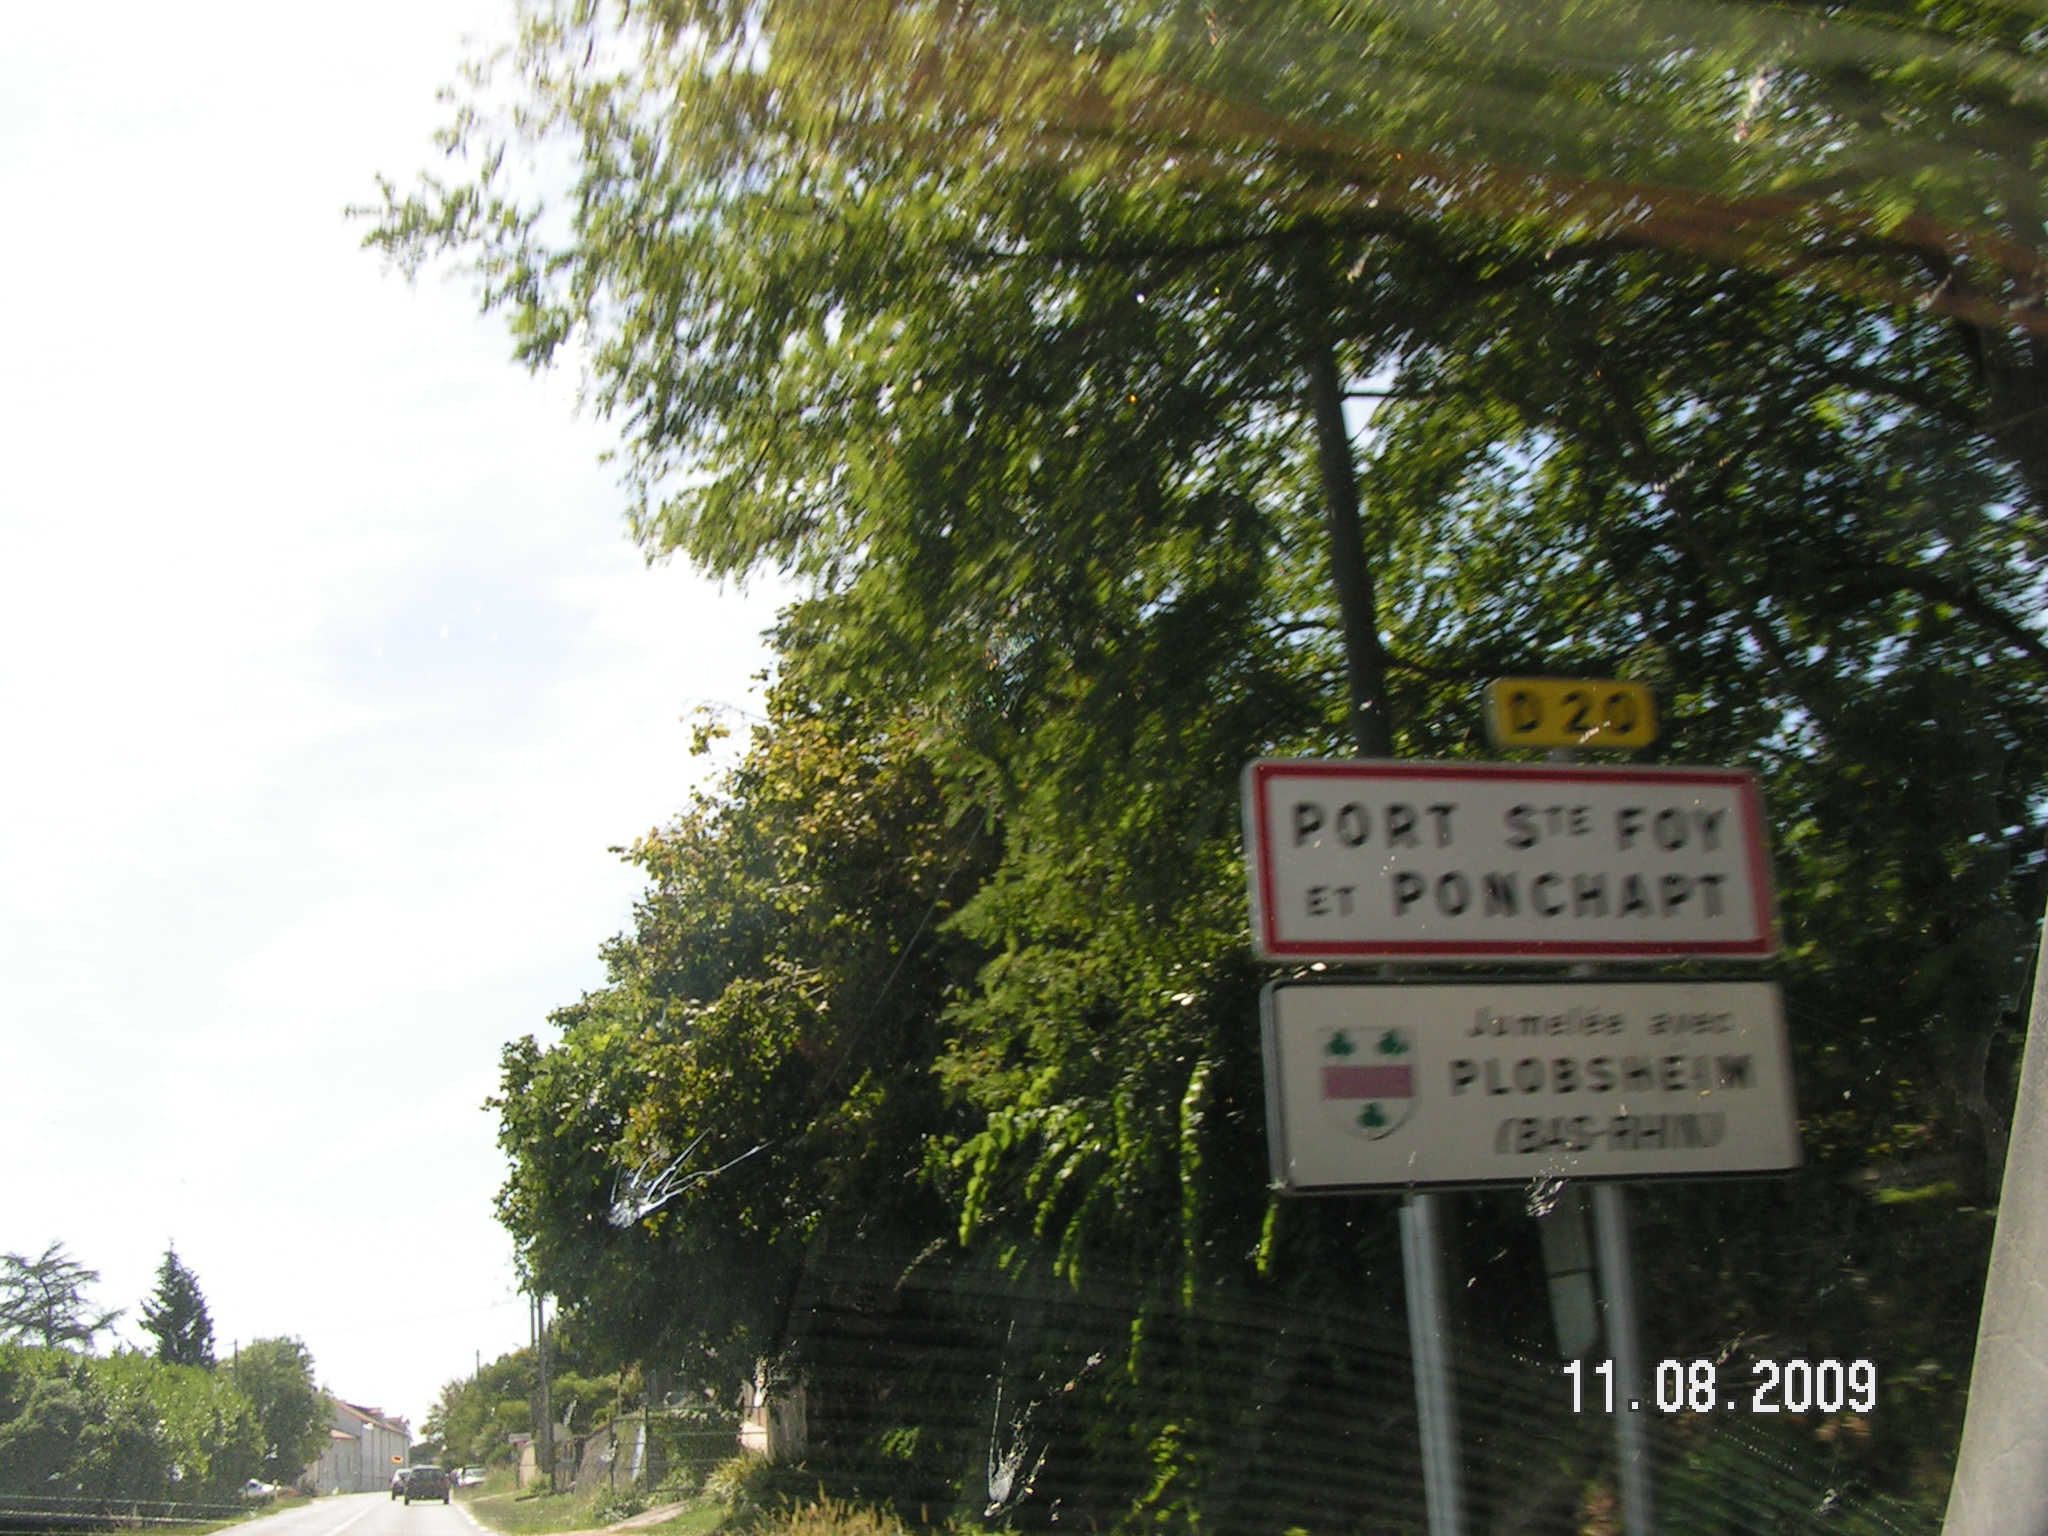 D 20
PORT STE FOY
ET PONCHAPT
Jumelée avec
PLOBSHEIM
(BAS-RHIN)
11.08.2009